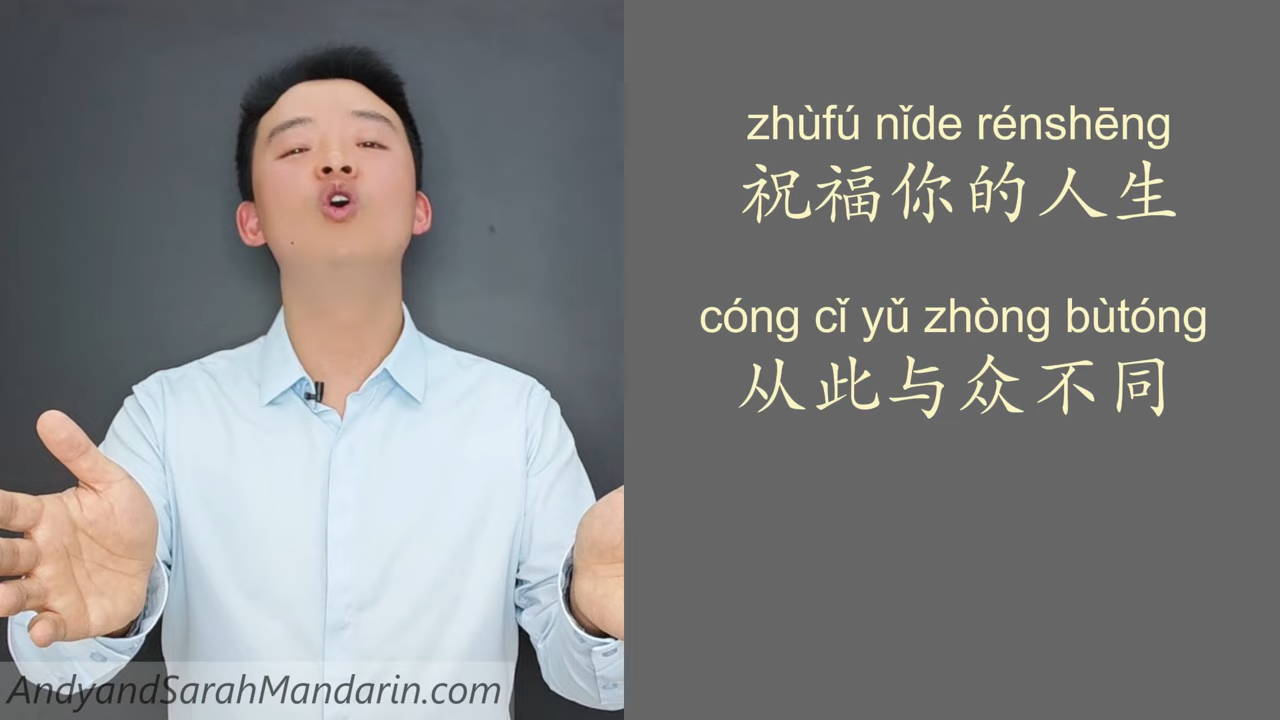 zhùfú nǐde rénshēng
祝福你的人生
cóng cǐ yǔ zhòng bùtóng
从此与众不同
AndyandSarahMandarin.com